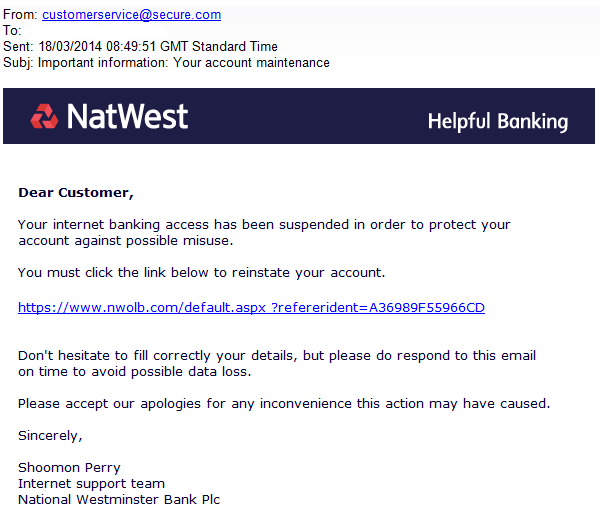 From: customerservice@secure.com
To:
Sent: 18/03/2014 08:49:51 GMT Standard Time
Subj: Important information: Your account maintenance
NatWest
Helpful Banking
Dear Customer,
Your internet banking access has been suspended in order to protect your
account against possible misuse.
You must click the link below to reinstate your account.
https://www.nwolb.com/default.aspx ?refererident=A36989F55966CD
Don't hesitate to fill correctly your details, but please do respond to this email
on time to avoid possible data loss.
Please accept our apologies for any inconvenience this action may have caused.
Sincerely,
Shoomon Perry
Internet support team
National Westminster Bank Plc